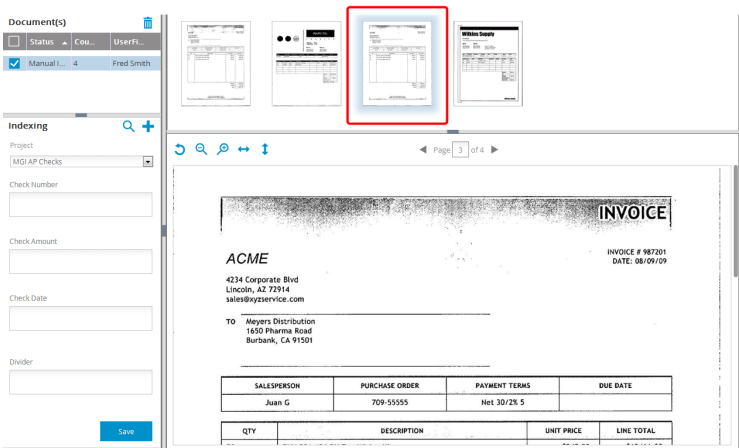 Document(s)
Status Cou... UserFi...
Manual I... 4 Fred Smith
Indexing
Project
MGI AP Checks
Check Number
Check Amount
Check Date
Divider
Save
Wilkins Supply
Page 3 of 4
INVOICE
ACME
INVOICE # 987201
DATE: 08/09/09
4234 Corporate Blvd
Lincoln, AZ 72914
sales@xyzservice.com
TO Meyers Distribution
1650 Pharma Road
Burbank, CA 91501
SALESPERSON PURCHASE ORDER PAYMENT TERMS DUE DATE
Juan G 709-55555 Net 30/2% 5
QTY DESCRIPTION UNIT PRICE LINE TOTAL